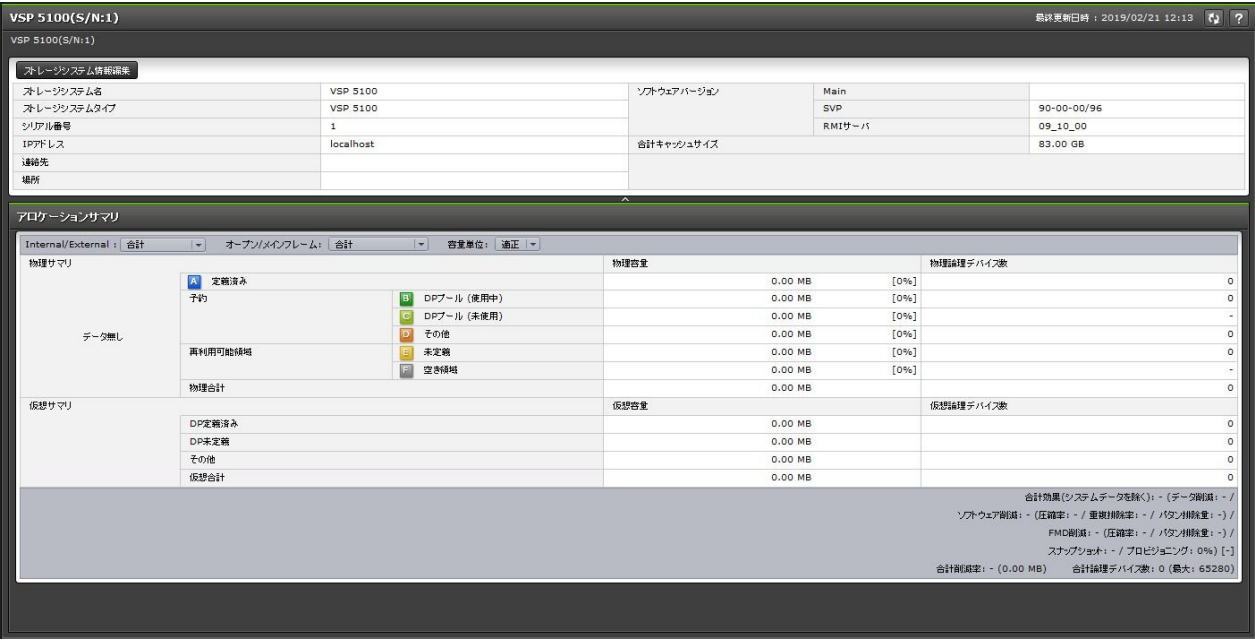 VSP 5100(S/N:1) 最終更新日時 : 2019/02/21 12:13 ?
VSP 5100(S/N:1)
ストレージシステム情報編集
ストレージシステム名 VSP 5100 ソフトウェアバージョン Main
ストレージシステムタイプ VSP 5100 SVP 90-00-00/96
シリアル番号 1 RMIサーバ 09_10_00
IPアドレス localhost 合計キャッシュサイズ 83.00 GB
連絡先
場所
アロケーションサマリ
Internal/External : 合計 オープン/メインフレーム: 合計 容量単位: 適正
物理サマリ 物理容量 物理論理デバイス数
A 定義済み 0.00 MB [0%] 0
予約 B DPプール (使用中) 0.00 MB [0%] 0
C DPプール (未使用) 0.00 MB [0%] -
データ無し D その他 0.00 MB [0%] 0
再利用可能領域 E 未定義 0.00 MB [0%] 0
F 空き領域 0.00 MB [0%] -
物理合計 0.00 MB 0
仮想サマリ 仮想容量 仮想論理デバイス数
DP定義済み 0.00 MB 0
DP未定義 0.00 MB 0
その他 0.00 MB 0
仮想合計 0.00 MB 0
合計効果(システムデータを除く): - (データ削減: - /
ソフトウェア削減: - (圧縮率: - / 重複排除率: - / パタン排除量: -) /
FMD削減: - (圧縮率: - / パタン排除量: -) /
スナップショット: - / プロビジョニング: 0%) [-]
合計削減率: - (0.00 MB) 合計論理デバイス数: 0 (最大: 65280)